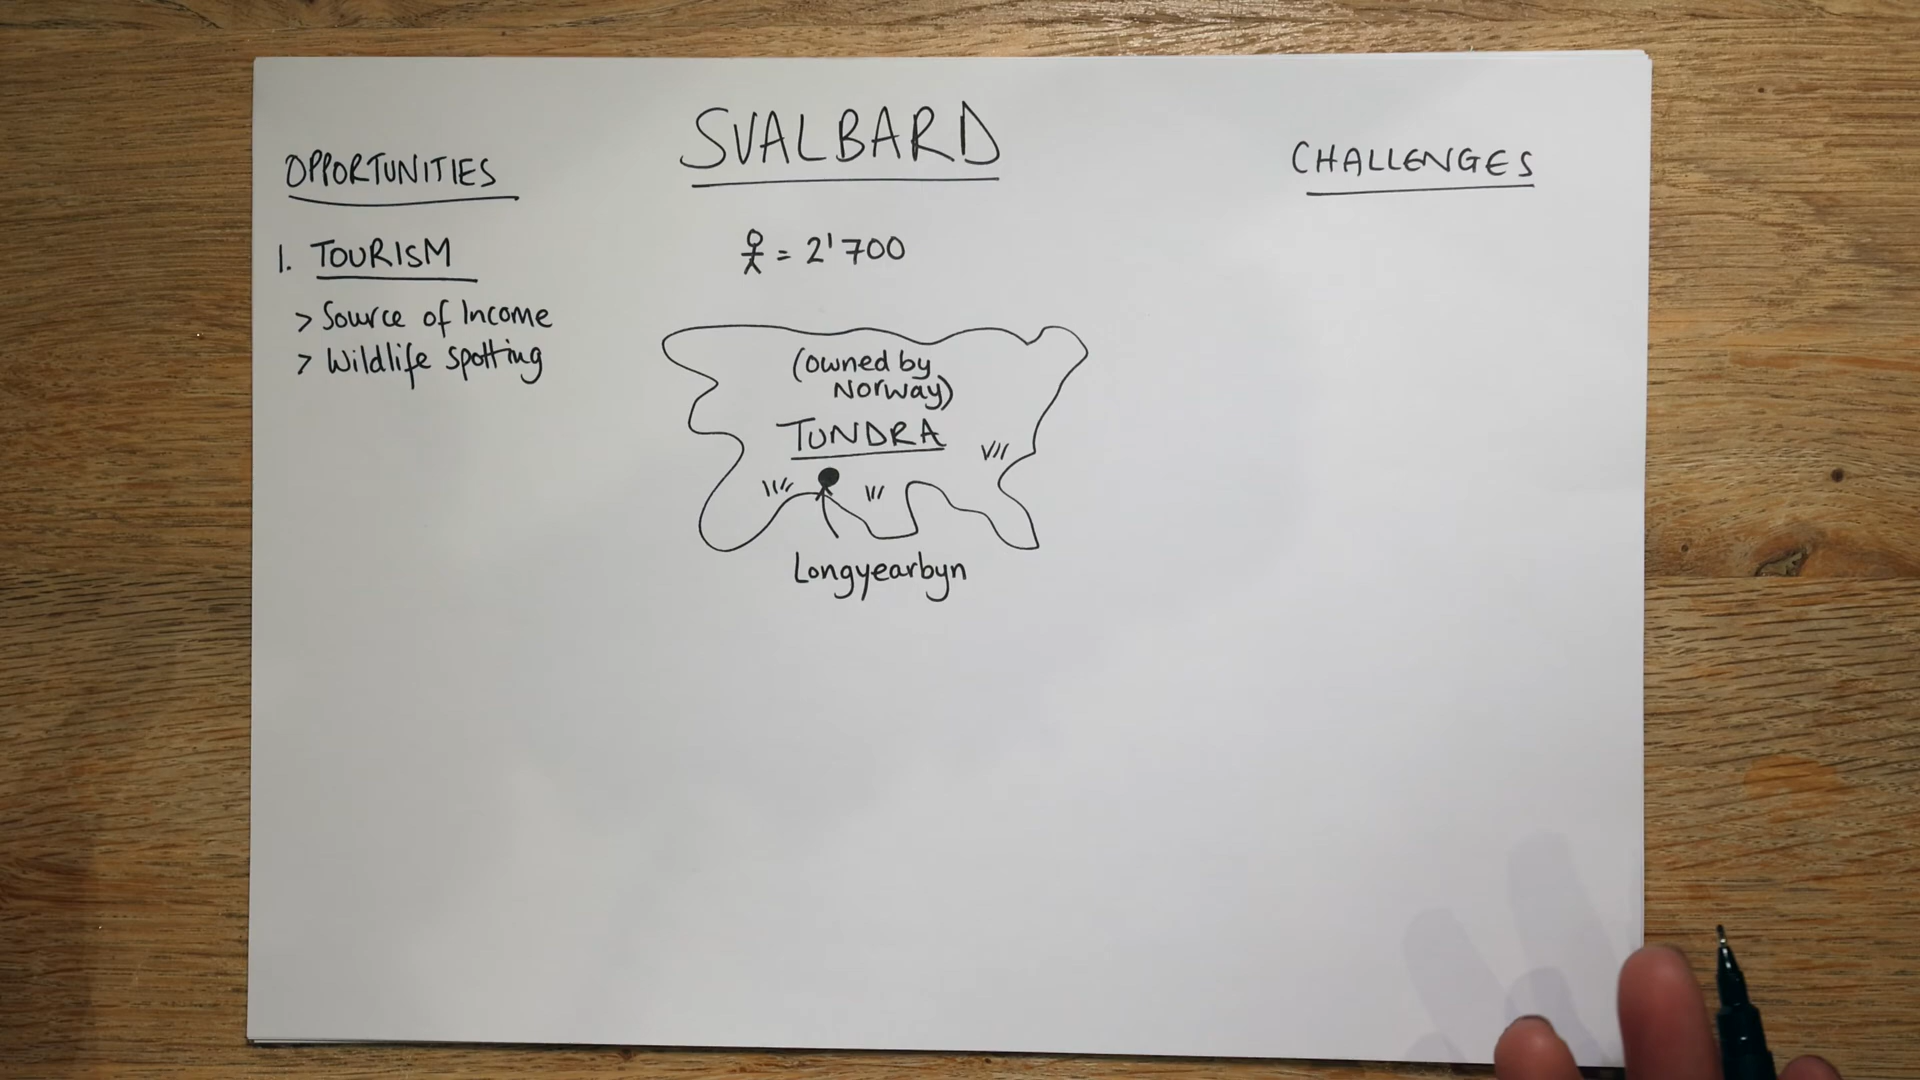 SVALBARD
OPPORTUNITIES
CHALLENGES
1. TOURISM
> Source of Income
> Wildlife spotting
= 2'700
(owned by
Norway)
TUNDRA
Longyearbyn